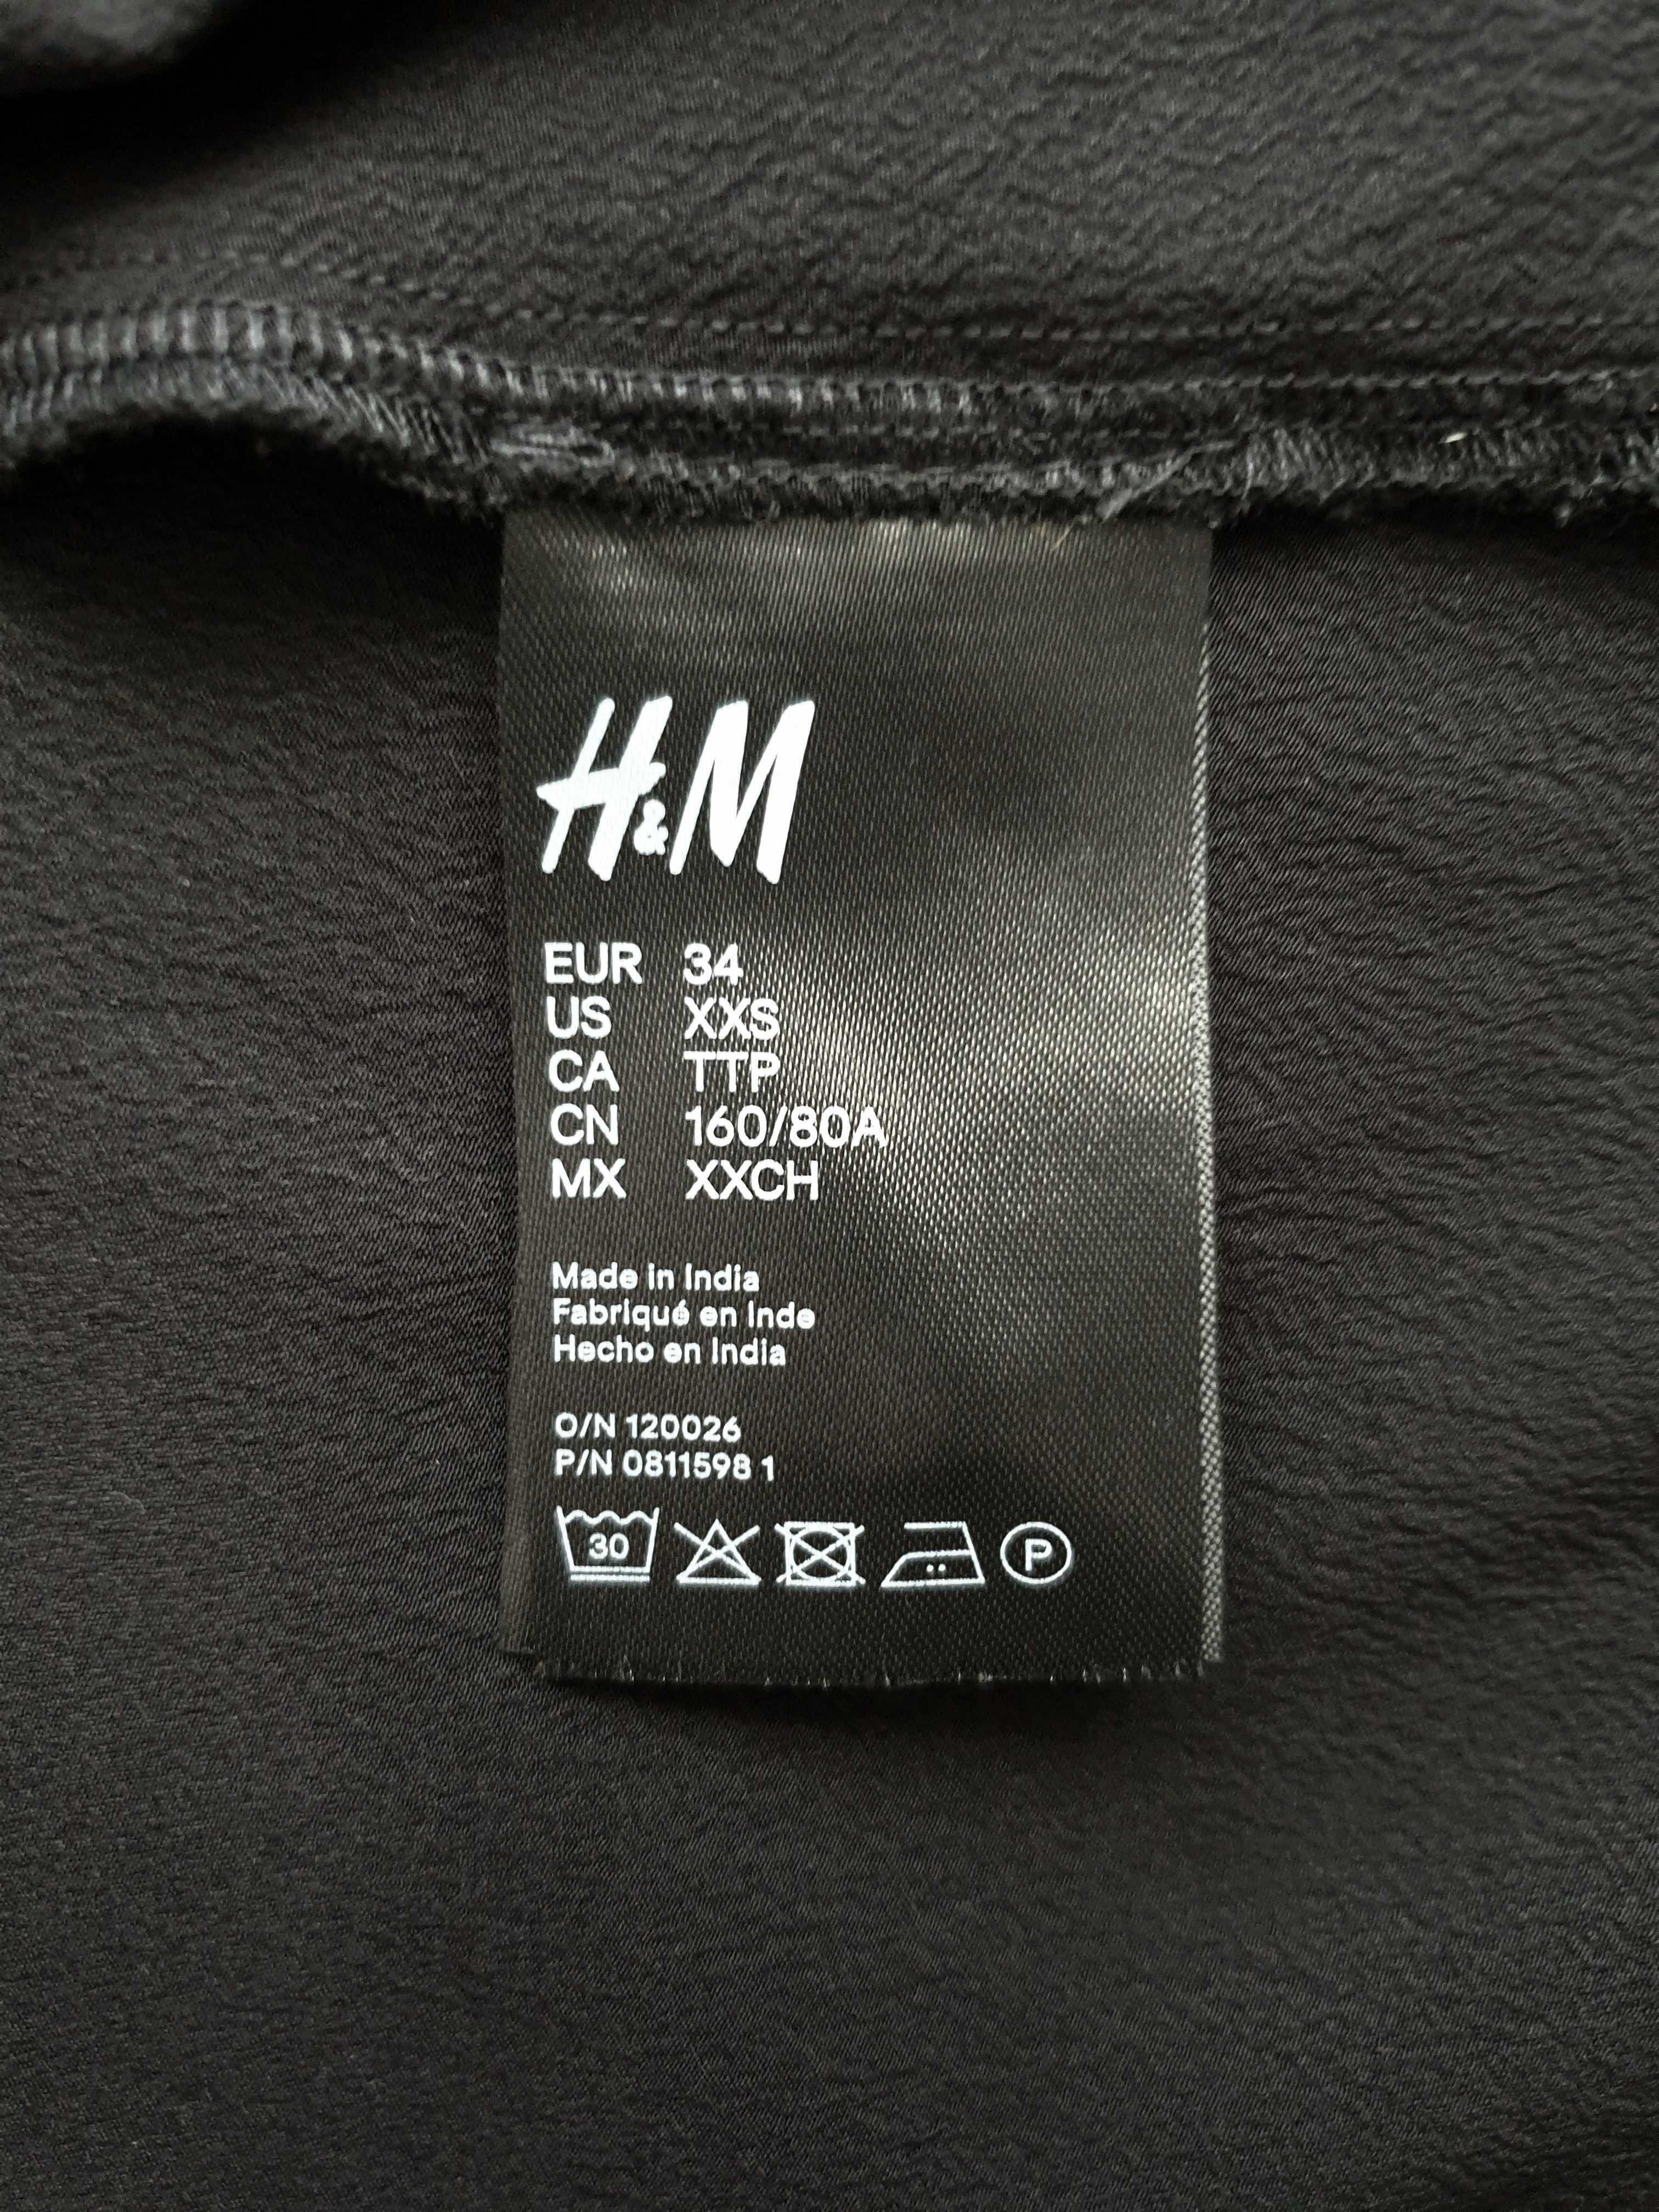 H&M
EUR 34
US XXS
CA TTP
CN 160/80A
MX XXCH
Made in India
Fabriqué en Inde
Hecho en India
O/N 120026
P/N 0811598 1
30 P